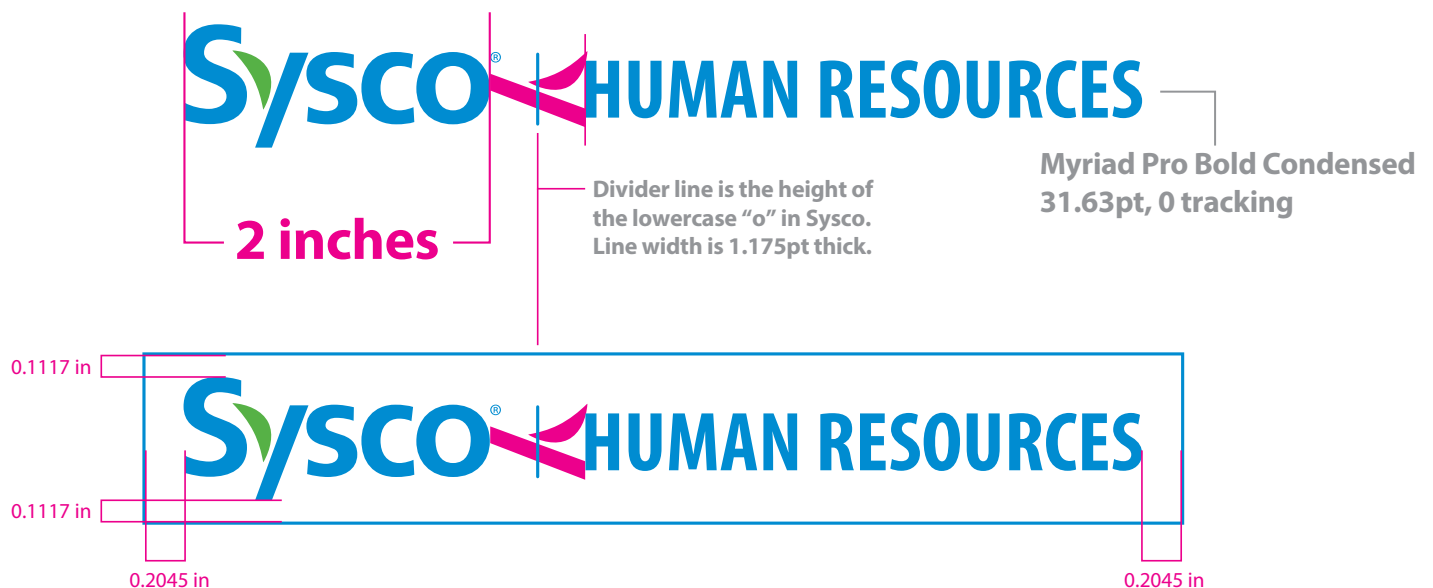 Sysco® HUMAN RESOURCES
Myriad Pro Bold Condensed
31.63pt, 0 tracking
Divider line is the height of
the lowercase “o” in Sysco.
Line width is 1.175pt thick.
2 inches
0.1117 in
Sysco® HUMAN RESOURCES
0.1117 in
0.2045 in
0.2045 in